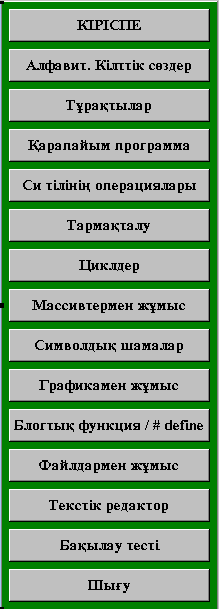 КІРІСПЕ
Алфавит. Кілттік сөздер
Тұрақтылар
Қарапайым программа
Си тілінің операциялары
Тармақталу
Циклдер
Массивтермен жұмыс
Символдық шамалар
Графикамен жұмыс
Блогтық функция / # define
Файлдармен жұмыс
Текстік редактор
Бақылау тесті
Шығу